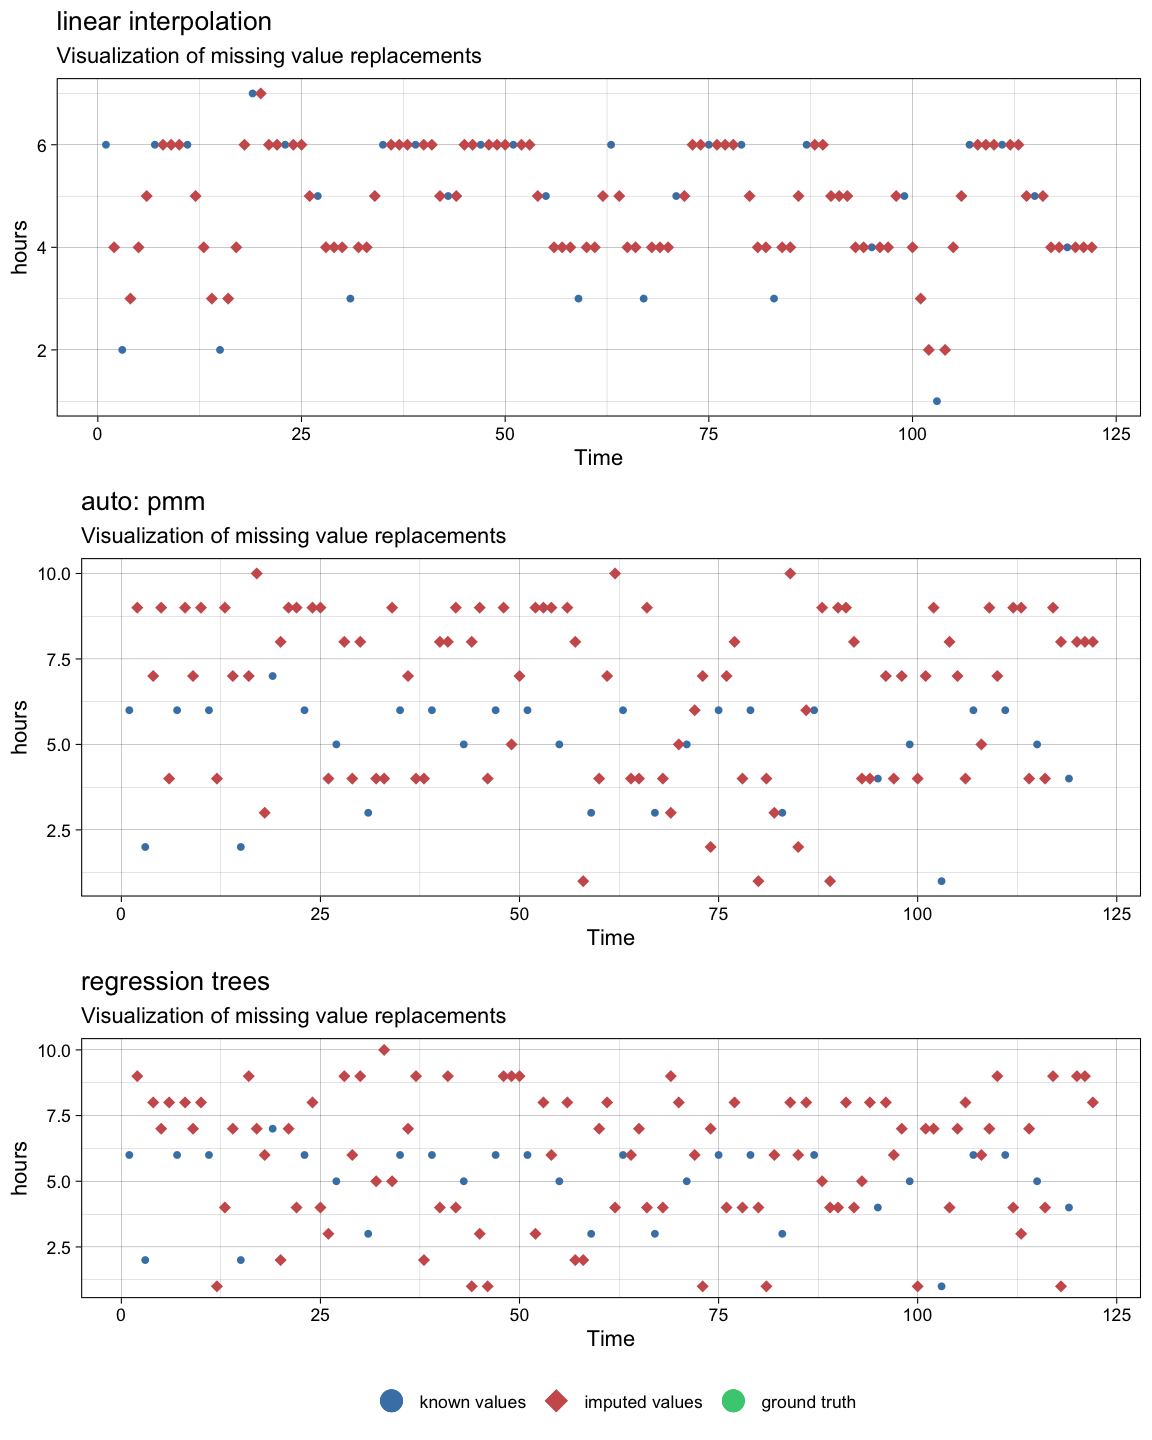 linear interpolation
Visualization of missing value replacements
hours
6
4
2
0 25 50 75 100 125
Time
auto: pmm
Visualization of missing value replacements
hours
10.0
7.5
5.0
2.5
0 25 50 75 100 125
Time
regression trees
Visualization of missing value replacements
hours
10.0
7.5
5.0
2.5
0 25 50 75 100 125
Time
known values imputed values ground truth